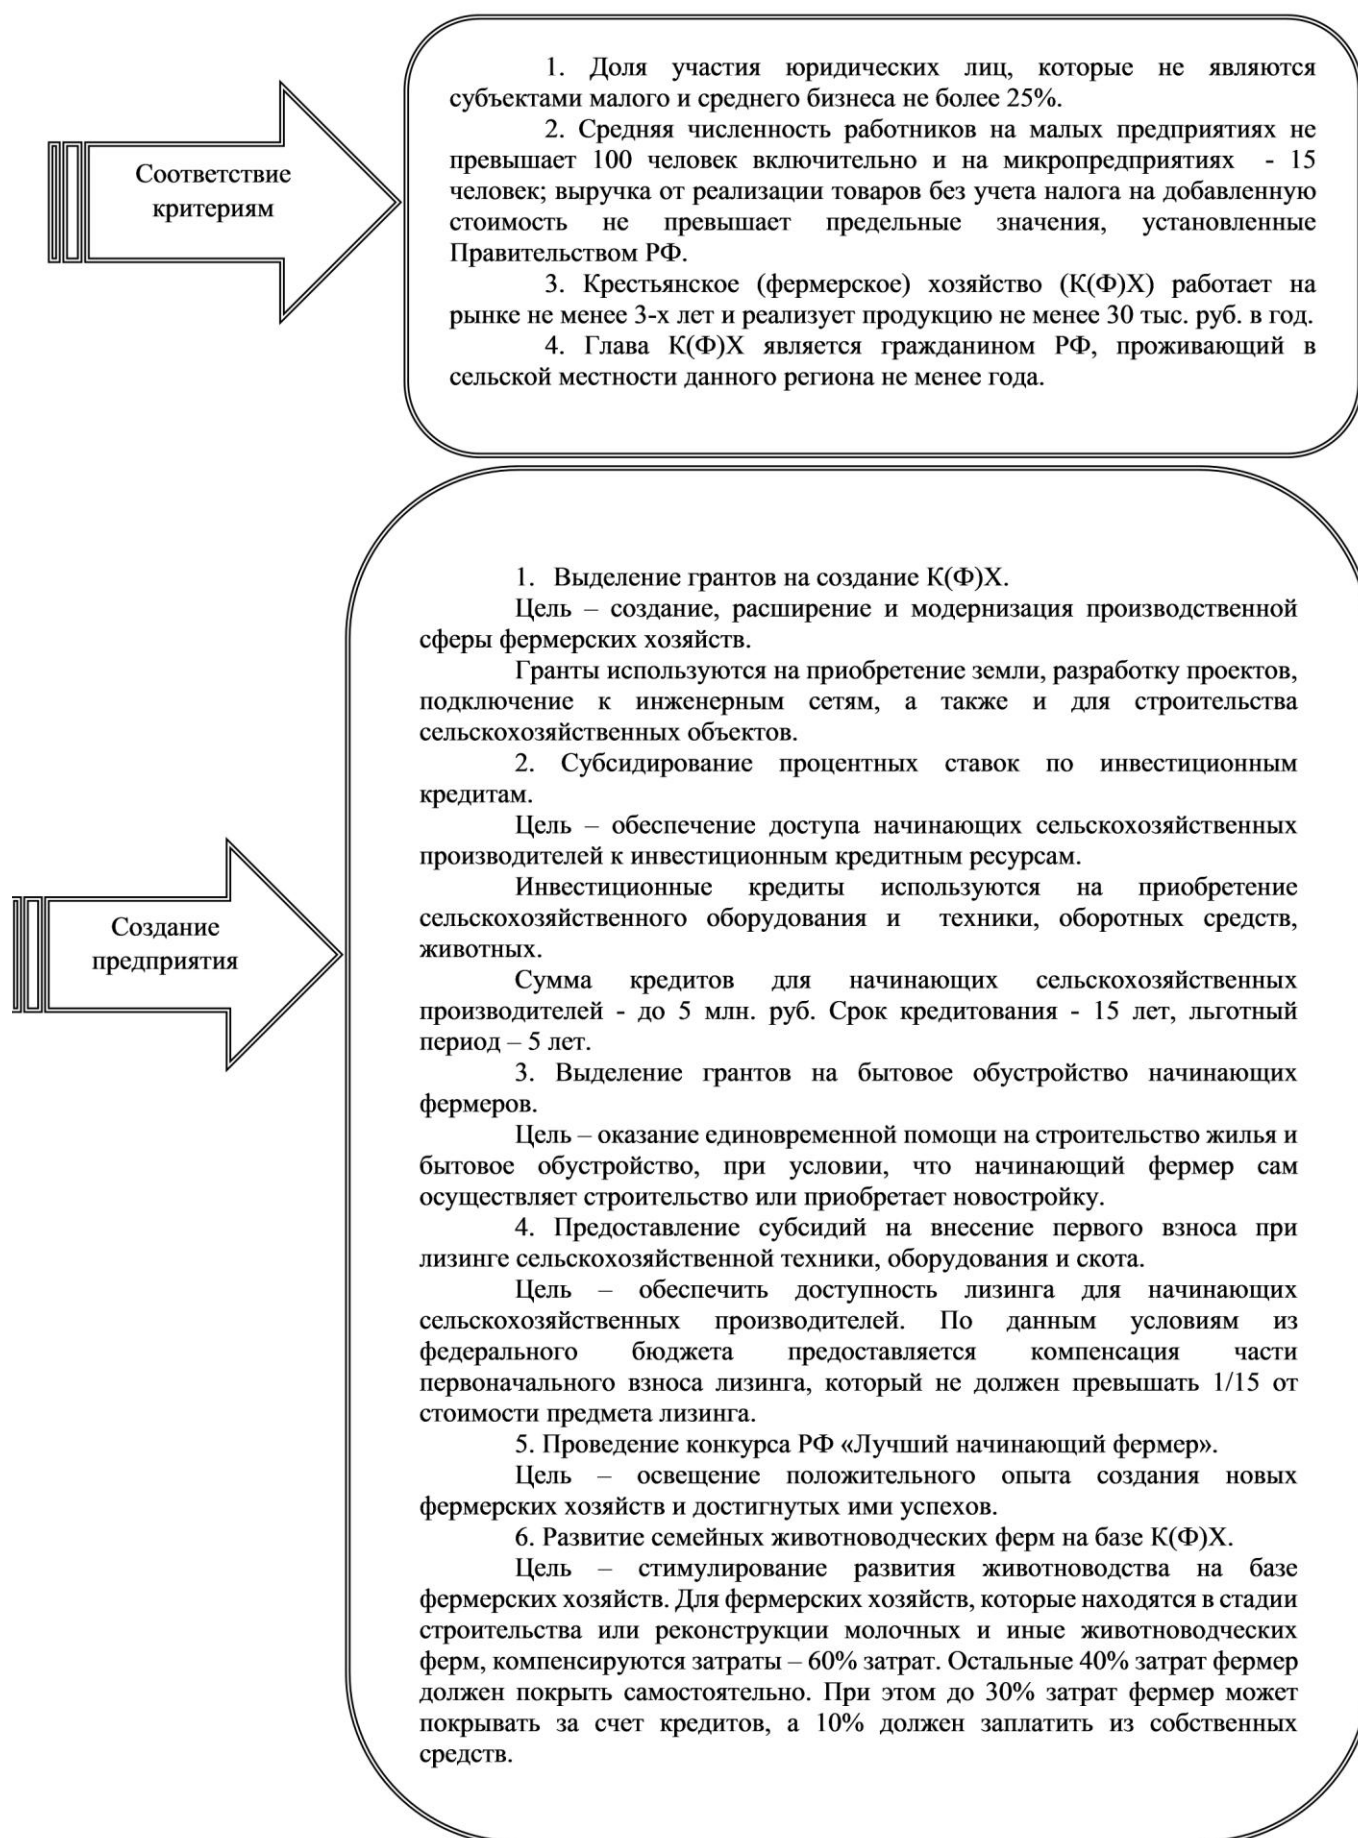 Соответствие
критериям
1. Доля участия юридических лиц, которые не являются
субъектами малого и среднего бизнеса не более 25%.
2. Средняя численность работников на малых предприятиях не
превышает 100 человек включительно и на микропредприятиях - 15
человек; выручка от реализации товаров без учета налога на добавленную
стоимость не превышает предельные значения, установленные
Правительством РФ.
3. Крестьянское (фермерское) хозяйство (К(Ф)Х) работает на
рынке не менее 3-х лет и реализует продукцию не менее 30 тыс. руб. в год.
4. Глава К(Ф)Х является гражданином РФ, проживающий в
сельской местности данного региона не менее года.
Создание
предприятия
1. Выделение грантов на создание К(Ф)Х.
Цель – создание, расширение и модернизация производственной
сферы фермерских хозяйств.
Гранты используются на приобретение земли, разработку проектов,
подключение к инженерным сетям, а также и для строительства
сельскохозяйственных объектов.
2. Субсидирование процентных ставок по инвестиционным
кредитам.
Цель – обеспечение доступа начинающих сельскохозяйственных
производителей к инвестиционным кредитным ресурсам.
Инвестиционные кредиты используются на приобретение
сельскохозяйственного оборудования и техники, оборотных средств,
животных.
Сумма кредитов для начинающих сельскохозяйственных
производителей - до 5 млн. руб. Срок кредитования - 15 лет, льготный
период – 5 лет.
3. Выделение грантов на бытовое обустройство начинающих
фермеров.
Цель – оказание единовременной помощи на строительство жилья и
бытовое обустройство, при условии, что начинающий фермер сам
осуществляет строительство или приобретает новостройку.
4. Предоставление субсидий на внесение первого взноса при
лизинге сельскохозяйственной техники, оборудования и скота.
Цель – обеспечить доступность лизинга для начинающих
сельскохозяйственных производителей. По данным условиям из
федерального бюджета предоставляется компенсация части
первоначального взноса лизинга, который не должен превышать 1/15 от
стоимости предмета лизинга.
5. Проведение конкурса РФ «Лучший начинающий фермер».
Цель – освещение положительного опыта создания новых
фермерских хозяйств и достигнутых ими успехов.
6. Развитие семейных животноводческих ферм на базе К(Ф)Х.
Цель – стимулирование развития животноводства на базе
фермерских хозяйств. Для фермерских хозяйств, которые находятся в стадии
строительства или реконструкции молочных и иные животноводческих
ферм, компенсируются затраты – 60% затрат. Остальные 40% затрат фермер
должен покрыть самостоятельно. При этом до 30% затрат фермер может
покрывать за счет кредитов, а 10% должен заплатить из собственных
средств.